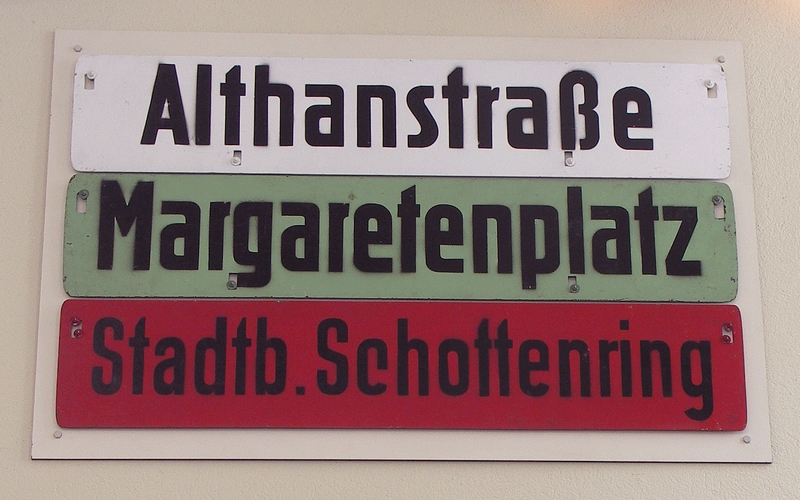 Althanstraße
Margaretenplatz
Stadtb. Schottenring